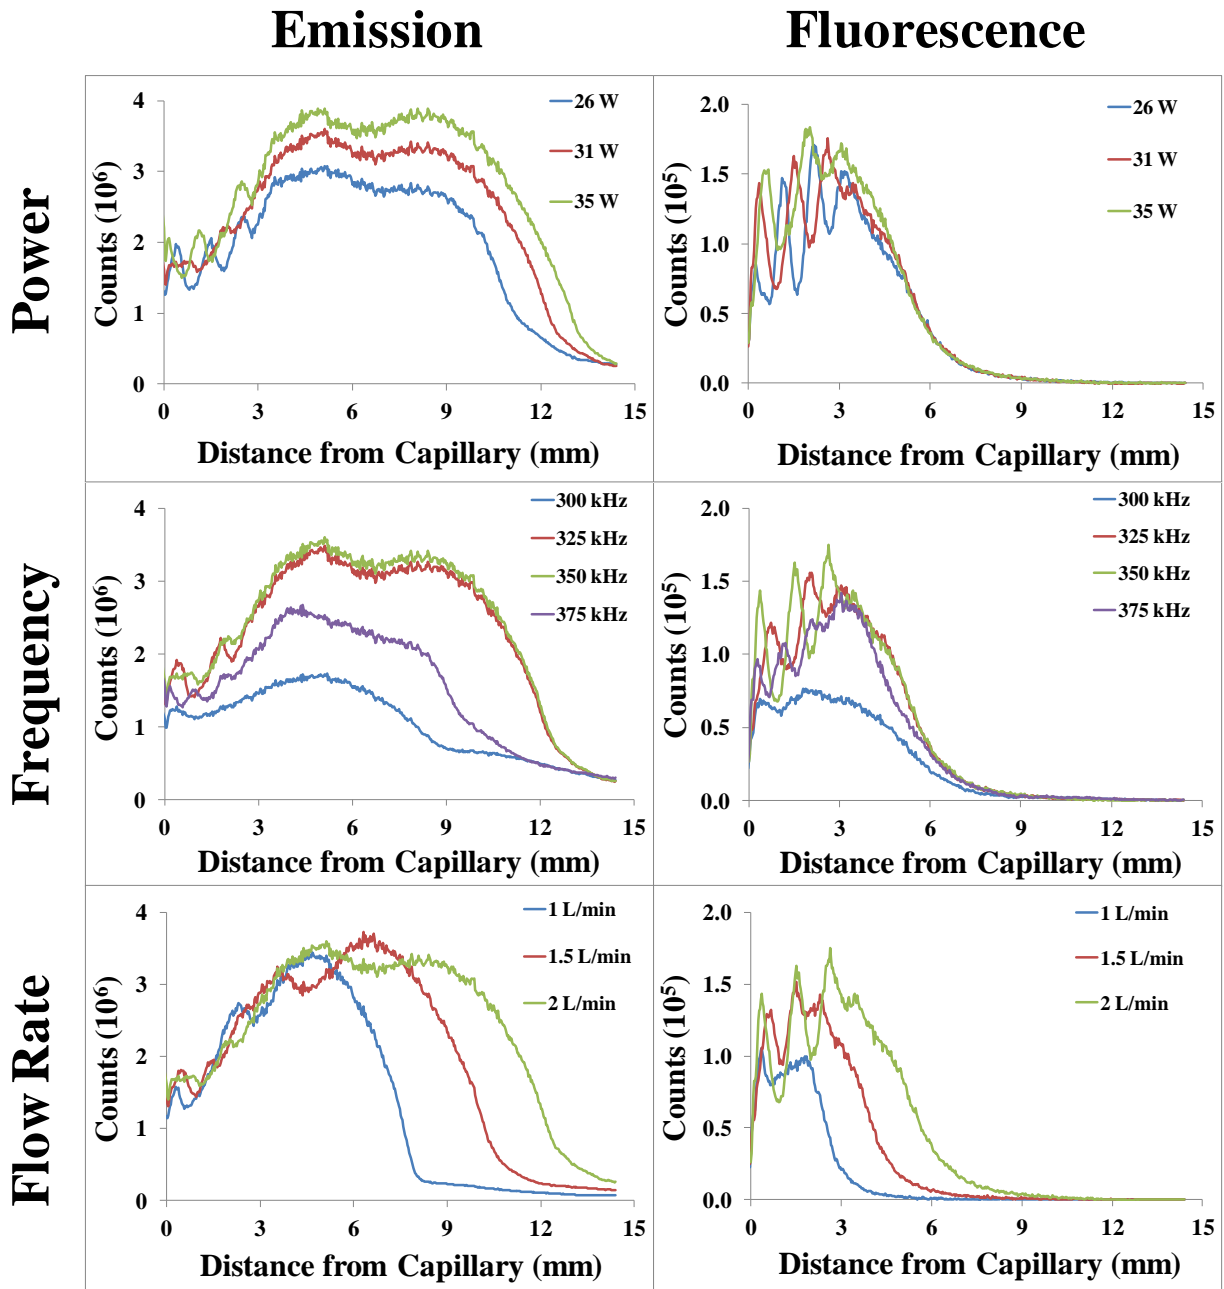 Emission
Fluorescence
Power
Counts (10⁶)
4
3
2
1
0
0 3 6 9 12 15
Distance from Capillary (mm)
26 W
31 W
35 W
Counts (10⁵)
2.0
1.5
1.0
0.5
0.0
0 3 6 9 12 15
Distance from Capillary (mm)
26 W
31 W
35 W
Frequency
Counts (10⁶)
4
3
2
1
0
0 3 6 9 12 15
Distance from Capillary (mm)
300 kHz
325 kHz
350 kHz
375 kHz
Counts (10⁵)
2.0
1.5
1.0
0.5
0.0
0 3 6 9 12 15
Distance from Capillary (mm)
300 kHz
325 kHz
350 kHz
375 kHz
Flow Rate
Counts (10⁶)
4
3
2
1
0
0 3 6 9 12 15
Distance from Capillary (mm)
1 L/min
1.5 L/min
2 L/min
Counts (10⁵)
2.0
1.5
1.0
0.5
0.0
0 3 6 9 12 15
Distance from Capillary (mm)
1 L/min
1.5 L/min
2 L/min